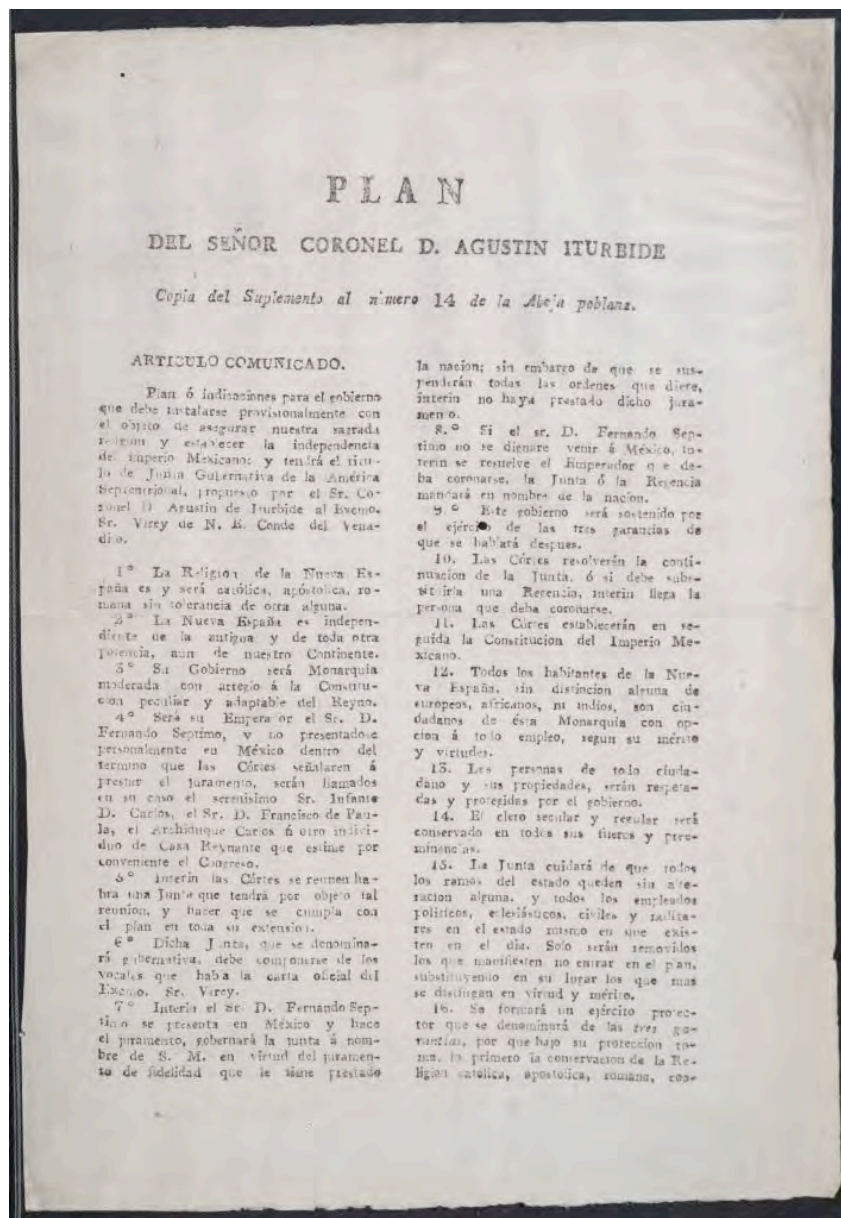 PLAN
DEL SEÑOR CORONEL D. AGUSTIN ITURBIDE
Copia del Suplemento al número 14 de la Abeja poblana.
ARTICULO COMUNICADO.
Plan ó indicaciones para el gobierno
que debe instalarse provisionalmente con
el objeto de asegurar nuestra sagrada
religion y establecer la independencia
del imperio Mexicano: y tendrá el titu-
lo de Junta Gubernativa de la América
Septentrional, propuesto por el Sr. Co-
ronel D. Agustin de Iturbide al Excmo.
Sr. Virey de N. E. Conde del Vena-
dito.
1º La Religion de la Nueva Es-
paña es y será católica, apostolica, ro-
mana sin tolerancia de otra alguna.
2º La Nueva España es indepen-
diente de la antigua y de toda otra
potencia, aun de nuestro Continente.
3º Su Gobierno será Monarquia
moderada con arreglo á la Constitu-
cion peculiar y adaptable del Reyno.
4º Será su Emperador el Sr. D.
Fernando Septimo, y no presentadose
personalmente en México dentro del
termino que las Córtes señalaren á
prestar el juramento, serán llamados
en su caso el serenisimo Sr. Infante
D. Carlos, el Sr. D. Francisco de Pau-
la, el Archiduque Carlos ú otro indivi-
duo de Casa Reynante que estime por
conveniente el Congreso.
5º Interin las Córtes se reunen ha-
bra una Junta que tendrá por objeto tal
reunion, y hacer que se cumpla con
el plan en toda su extension.
6º Dicha Junta, que se denomina-
rá gubernativa, debe componerse de los
vocales que habla la carta oficial del
Excmo. Sr. Virey.
7º Interin el Sr. D. Fernando Sep-
timo se presenta en México y hace
el juramento, gobernará la junta á nom-
bre de S. M. en virtud del juramen-
to de fidelidad que le tiene prestado
la nacion; sin embargo de que se sus-
penderán todas las ordenes que diere,
interin no haya prestado dicho jura-
mento.
8.º Si el sr. D. Fernando Sep-
timo no se dignare venir á México, in-
terin se resuelve el Emperador que de-
ba coronarse, la Junta ó la Regencia
mandará en nombre de la nacion.
9.º Este gobierno será sostenido por
el ejército de las tres garantias de
que se hablará despues.
10. Las Córtes resolverán la conti-
nuacion de la Junta, ó si debe subs-
tituirla una Regencia, interin llega la
persona que deba coronarse.
11. Las Córtes establecerán en se-
guida la Constitucion del Imperio Me-
xicano.
12. Todos los habitantes de la Nue-
va España, sin distincion alguna de
europeos, africanos, ni indios, son ciu-
dadanos de ésta Monarquia con op-
cion á todo empleo, segun su mérito
y virtudes.
13. Las personas de todo ciuda-
dano y sus propiedades, serán respeta-
das y protegidas por el gobierno.
14. El clero secular y regular será
conservado en todos sus fueros y pree-
minencias.
15. La Junta cuidará de que todos
los ramos del estado queden sin alte-
racion alguna, y todos los empleados
politicos, eclesiásticos, civiles y milita-
res en el estado mismo en que exis-
ten en el dia. Solo serán removidos
los que manifiesten no entrar en el plan,
substituyendo en su lugar los que mas
se distingan en virtud y mérito.
16. Se formará un ejército protec-
tor que se denominará de las tres ga-
rantias, por que bajo su proteccion to-
ma, lo primero la conservacion de la Re-
ligion catolica, apostolica, romana, coo-